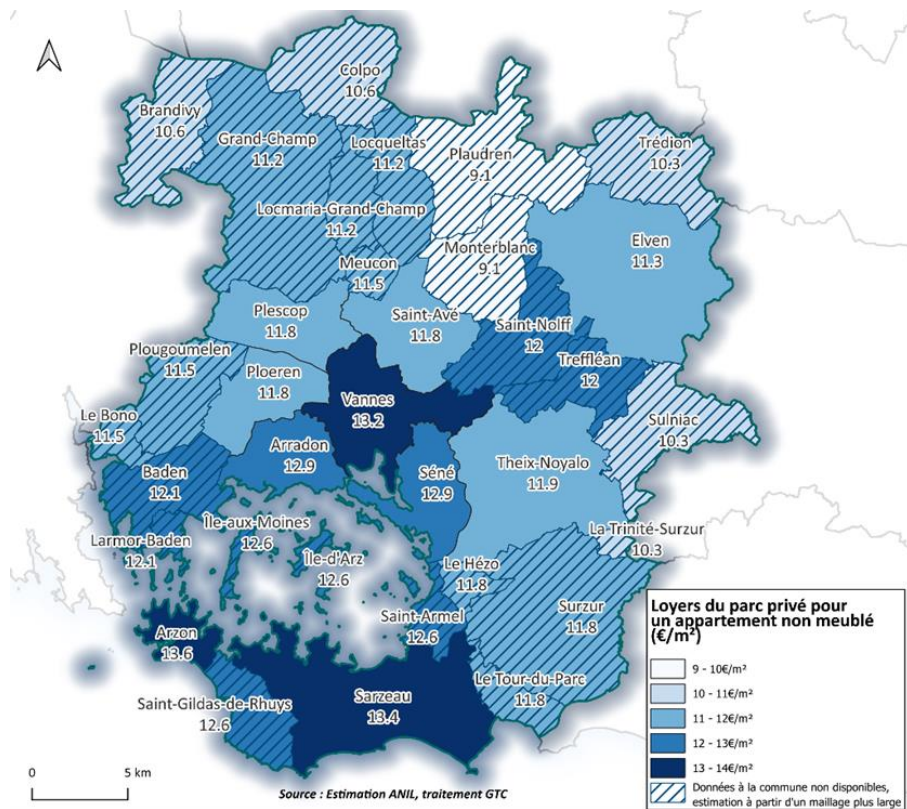 Colpo
10.6
Brandivy
10.6
Grand-Champ
11.2
Locqueltas
11.2
Plaudren
9.1
Trédion
10.3
Locmaria-Grand-Champ
11.2
Monterblanc
9.1
Elven
11.3
Meucon
11.5
Plescop
11.8
Saint-Avé
11.8
Saint-Nolff
12
Plougoumelen
11.5
Treffléan
12
Ploeren
11.8
Vannes
13.2
Le Bono
11.5
Sulniac
10.3
Arradon
12.9
Séné
12.9
Theix-Noyalo
11.9
Baden
12.1
Île-aux-Moines
12.6
La Trinité-Surzur
10.3
Larmor-Baden
12.1
Île-d'Arz
12.6
Le Hézo
11.8
Saint-Armel
12.6
Surzur
11.8
Arzon
13.6
Le Tour-du-Parc
11.8
Saint-Gildas-de-Rhuys
12.6
Sarzeau
13.4
Loyers du parc privé pour
un appartement non meublé
(€/m²)
9 - 10€/m²
10 - 11€/m²
11 - 12€/m²
12 - 13€/m²
13 - 14€/m²
Données à la commune non disponibles,
estimation à partir d'un maillage plus large
0 5 km
Source : Estimation ANIL, traitement GTC